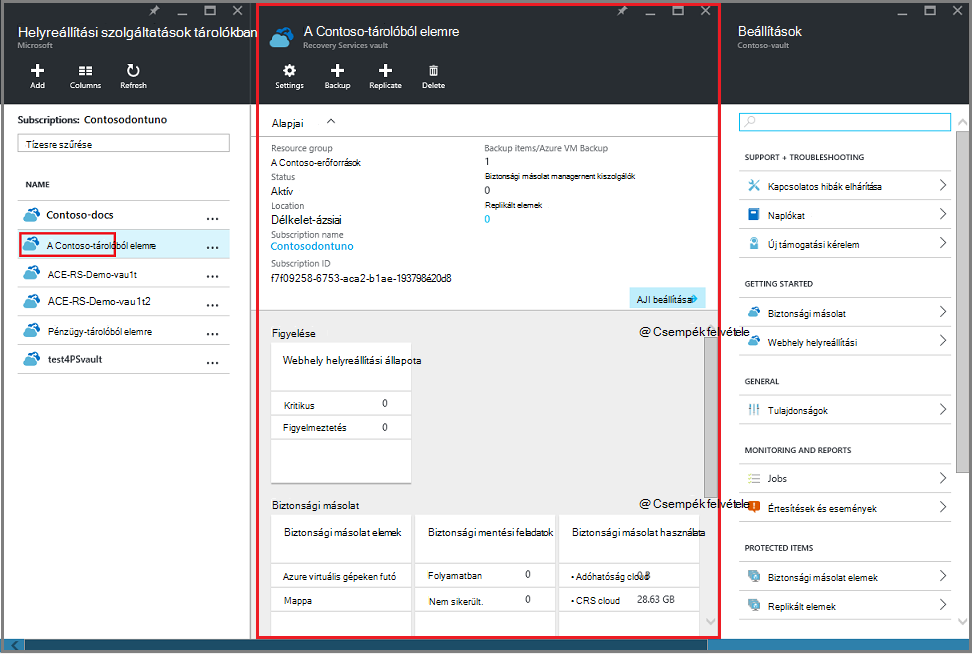 Helyreállítási szolgáltatások tárolókban
Microsoft
Add
Columns
Refresh
Subscriptions: Contosodontuno
Tízesre szűrése
NAME
Contoso-docs
A Contoso-tárolóból elemre
ACE-RS-Demo-vau1t
ACE-RS-Demo-vau1t2
Pénzügy-tárolóból elemre
test4PSvault
A Contoso-tárolóból elemre
Recovery Services vault
Settings
Backup
Replicate
Delete
Alapjai
Resource group
A Contoso-erőforrások
Status
Aktív
Location
Délkelet-ázsiai
Subscription name
Contosodontuno
Subscription ID
f7f09258-6753-aca2-b1ae-193798é20d8
Backup items/Azure VM Backup
1
Biztonsági másolat managernent kiszolgálók
0
Replikált elemek
0
AJI beállításai
Figyelése
@ Csempék felvétele
Webhely helyreállítási állapota
Kritikus 0
Figyelmeztetés 0
Biztonsági másolat
@ Csempék felvétele
Biztonsági másolat elemek
Azure virtuális gépeken futó
Mappa
Biztonsági mentési feladatok
Folyamatban 0
Nem sikerült. 0
Biztonsági másolat használata
• Adóhatóság cloud 0 B
• CRS cloud 28.63 GB
Beállítások
Contoso-vault
SUPPORT + TROUBLESHOOTING
Kapcsolatos hibák elhárítása
Naplókat
Új támogatási kérelem
GETTING STARTED
Biztonsági másolat
Webhely helyreállítási
GENERAL
Tulajdonságok
MONITORING AND REPORTS
Jobs
Értesítések és események
PROTECTED ITEMS
Biztonsági másolat elemek
Replikált elemek